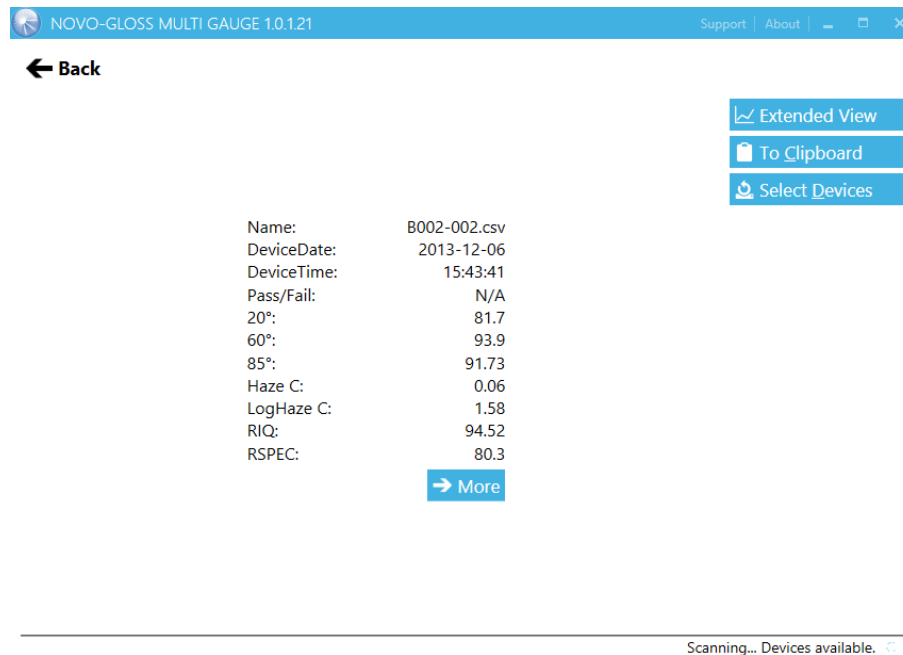 NOVO-GLOSS MULTI GAUGE 1.0.1.21 Support | About |
Back
Extended View
To Clipboard
Select Devices
Name: B002-002.csv
DeviceDate: 2013-12-06
DeviceTime: 15:43:41
Pass/Fail: N/A
20°: 81.7
60°: 93.9
85°: 91.73
Haze C: 0.06
LogHaze C: 1.58
RIQ: 94.52
RSPEC: 80.3
More
Scanning... Devices available.